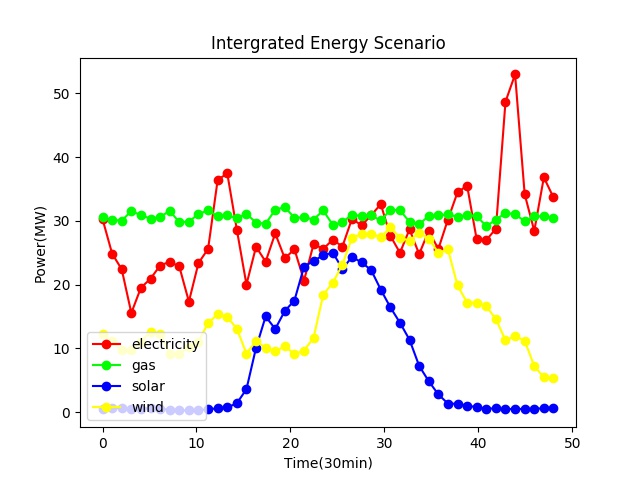 Intergrated Energy Scenario
Power(MW)
50
40
30
20
10
0
electricity
gas
solar
wind
0 10 20 30 40 50
Time(30min)